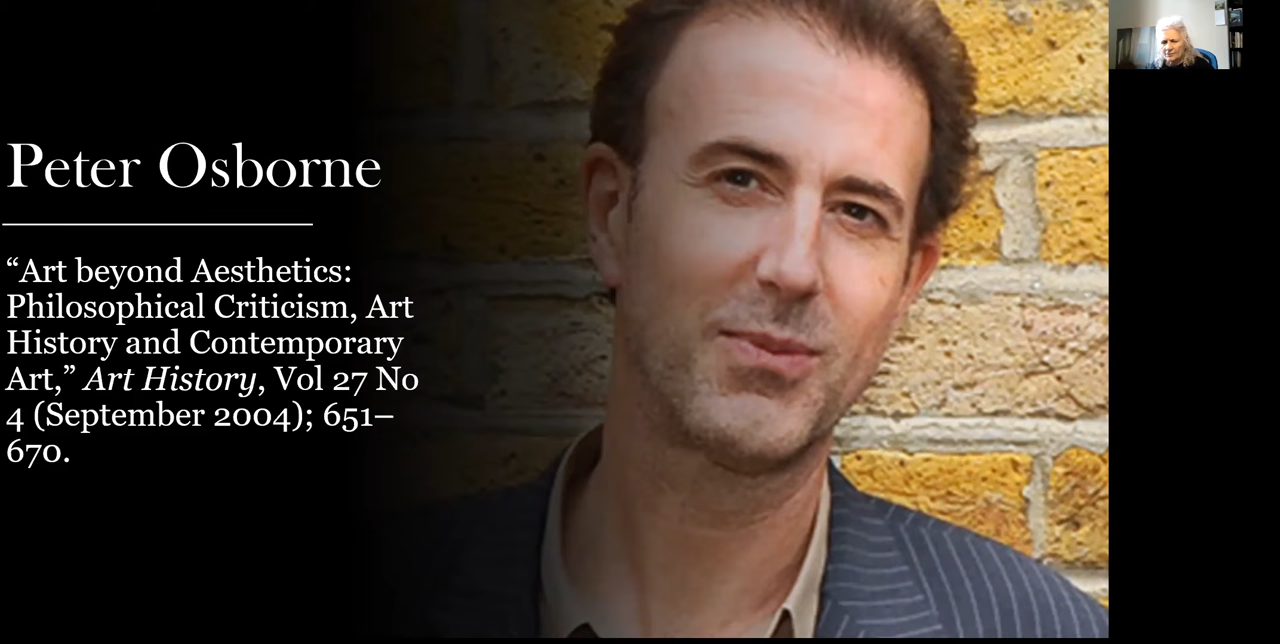 Peter Osborne
“Art beyond Aesthetics:
Philosophical Criticism, Art
History and Contemporary
Art,” Art History, Vol 27 No
4 (September 2004); 651–
670.